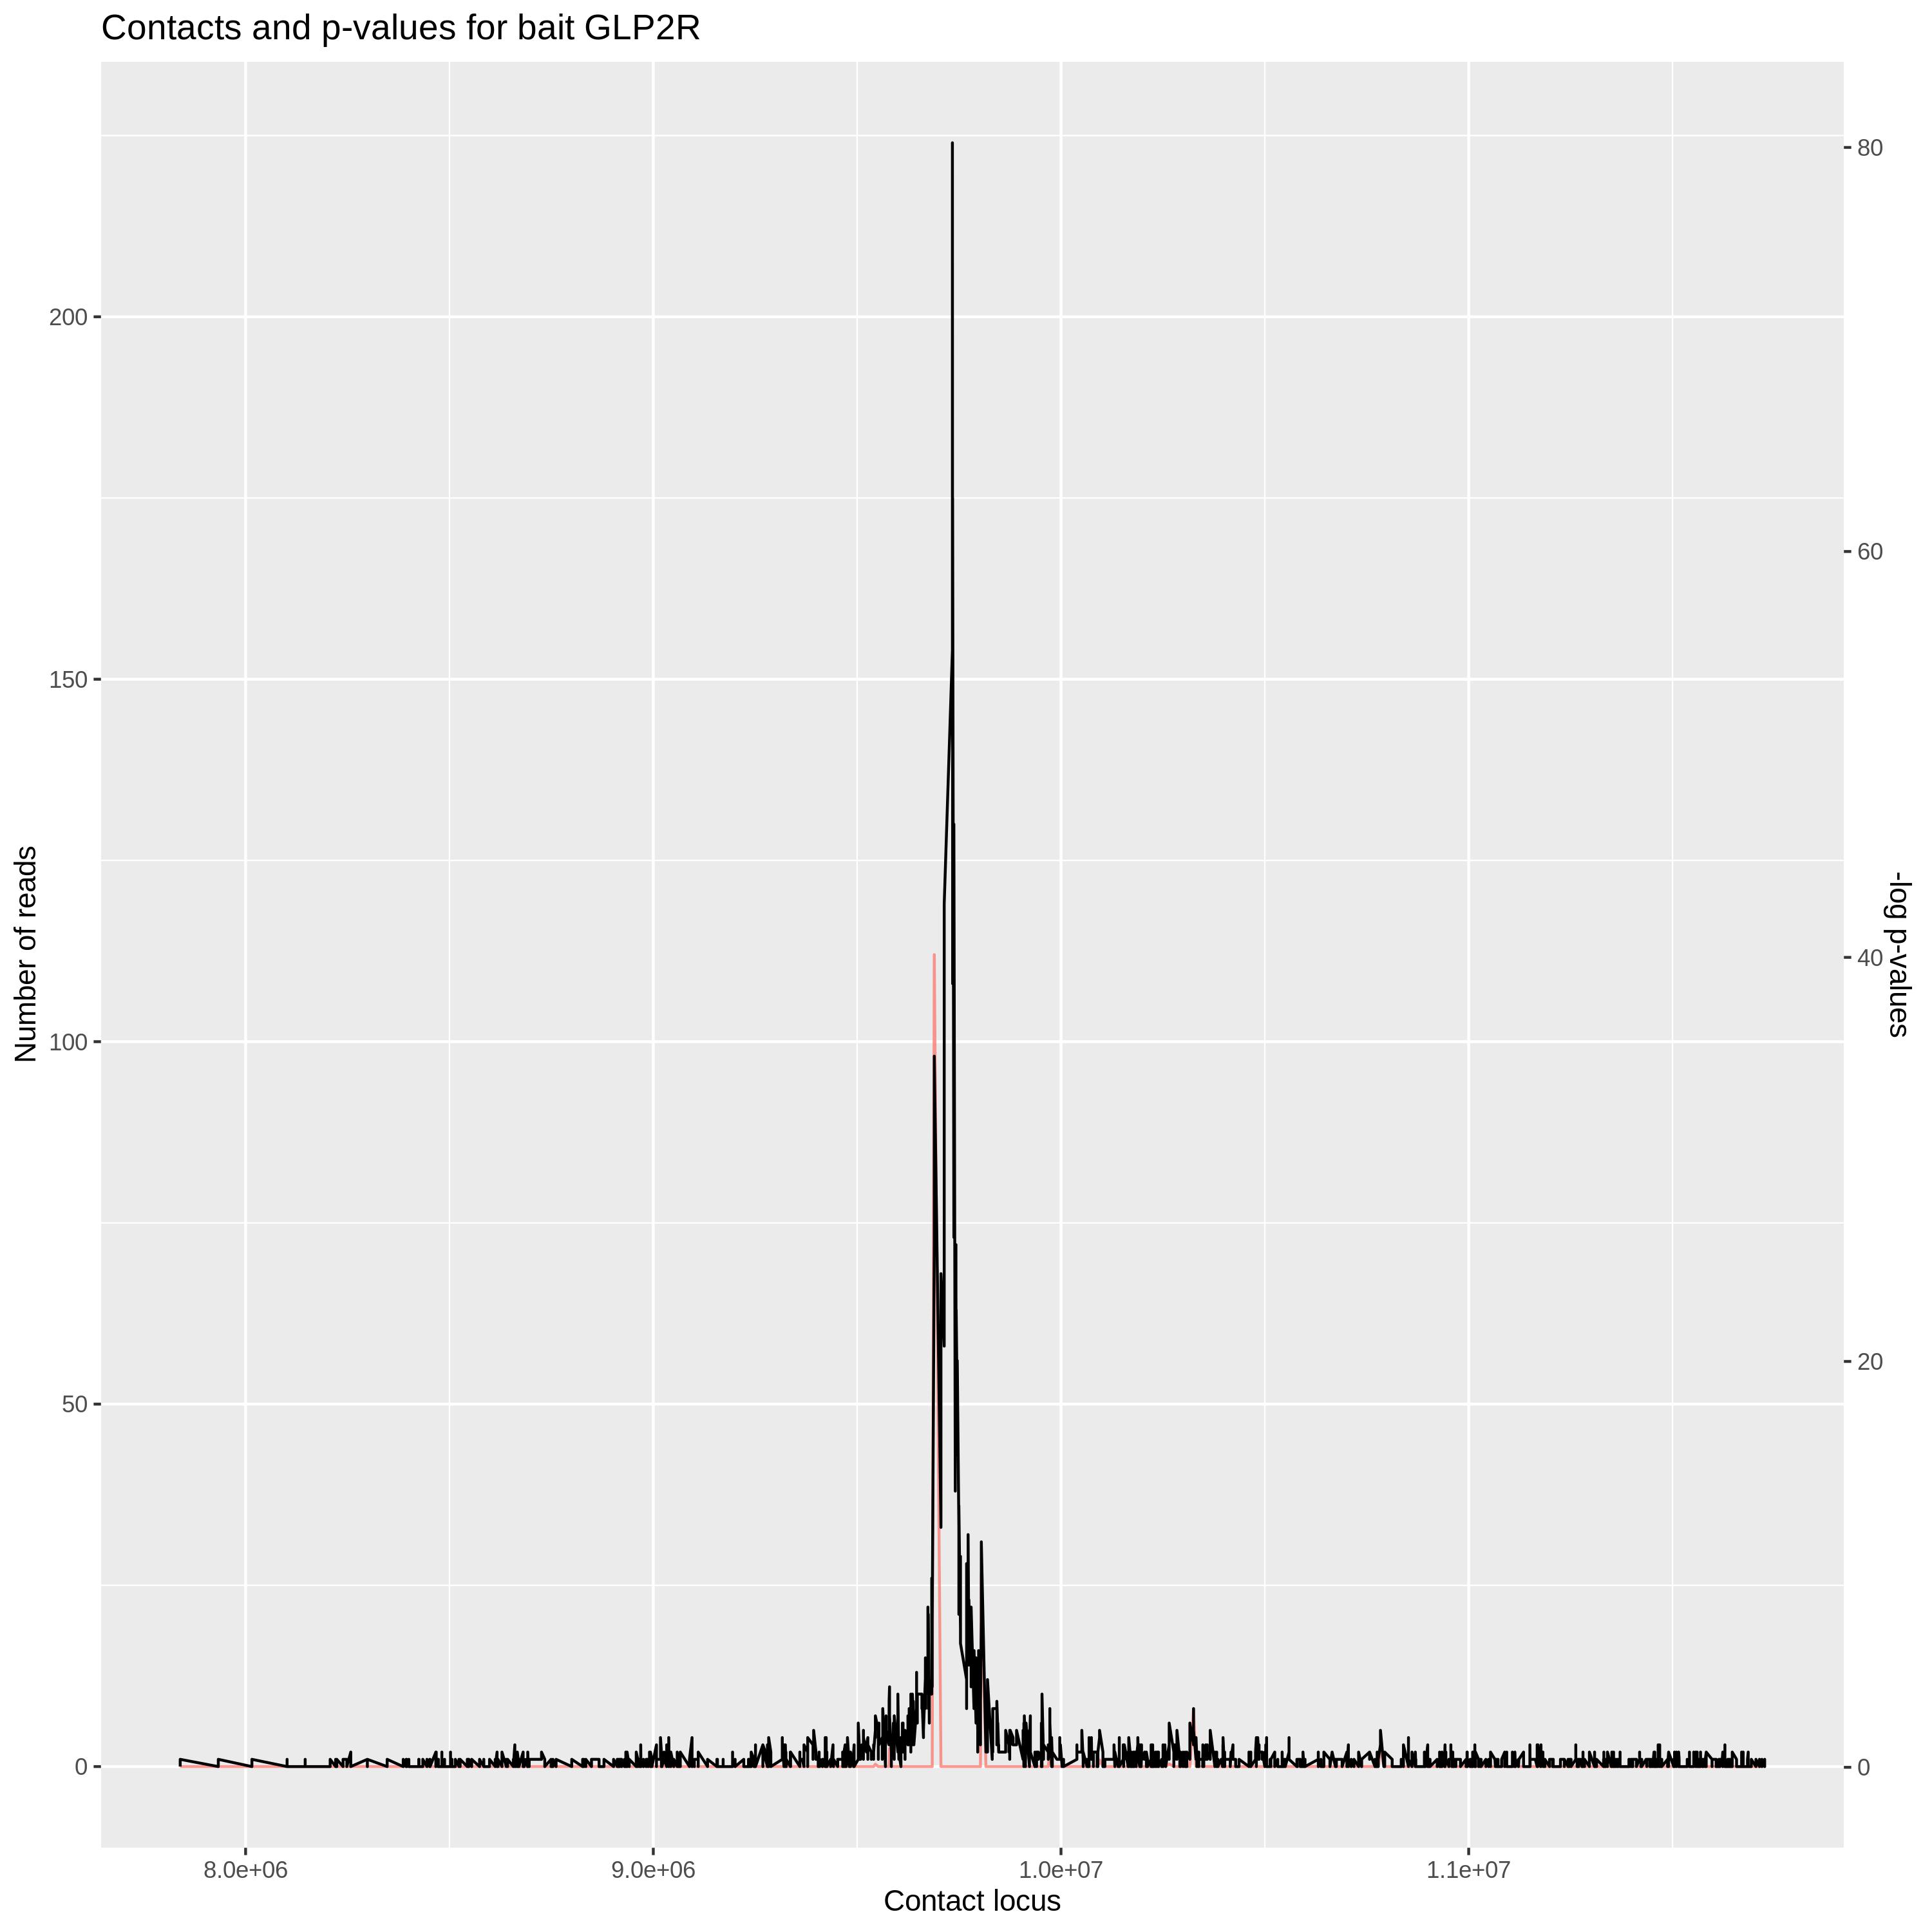 Contacts and p-values for bait GLP2R
Number of reads
200
150
100
50
0
80
60
40
20
0
-log p-values
8.0e+06 9.0e+06 1.0e+07 1.1e+07
Contact locus